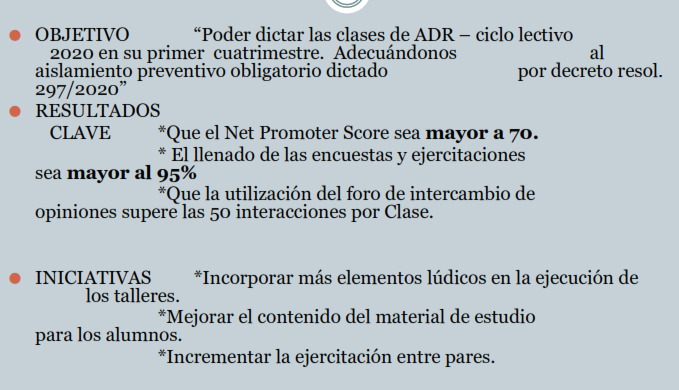 OBJETIVO “Poder dictar las clases de ADR – ciclo lectivo
2020 en su primer cuatrimestre. Adecuándonos al
aislamiento preventivo obligatorio dictado por decreto resol.
297/2020”
RESULTADOS
CLAVE *Que el Net Promoter Score sea mayor a 70.
* El llenado de las encuestas y ejercitaciones
sea mayor al 95%
*Que la utilización del foro de intercambio de
opiniones supere las 50 interacciones por Clase.
INICIATIVAS *Incorporar más elementos lúdicos en la ejecución de
los talleres.
*Mejorar el contenido del material de estudio
para los alumnos.
*Incrementar la ejercitación entre pares.